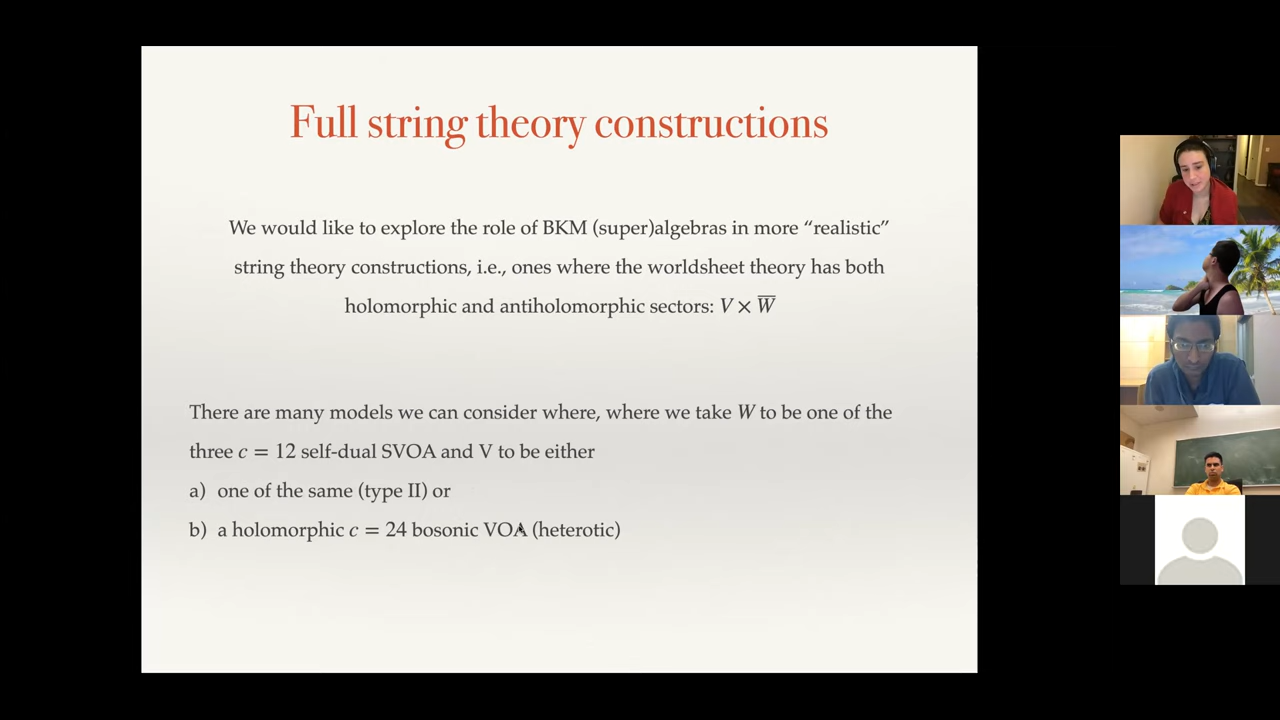 Full string theory constructions
We would like to explore the role of BKM (super)algebras in more “realistic”
string theory constructions, i.e., ones where the worldsheet theory has both
holomorphic and antiholomorphic sectors: V × W̅
There are many models we can consider where, where we take W to be one of the
three c = 12 self-dual SVOA and V to be either
a) one of the same (type II) or
b) a holomorphic c = 24 bosonic VOA (heterotic)